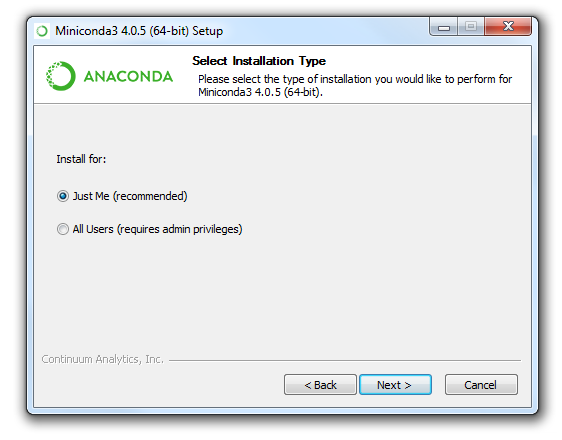 Miniconda3 4.0.5 (64-bit) Setup
ANACONDA
Select Installation Type
Please select the type of installation you would like to perform for
Miniconda3 4.0.5 (64-bit).
Install for:
Just Me (recommended)
All Users (requires admin privileges)
Continuum Analytics, Inc.
< Back
Next >
Cancel